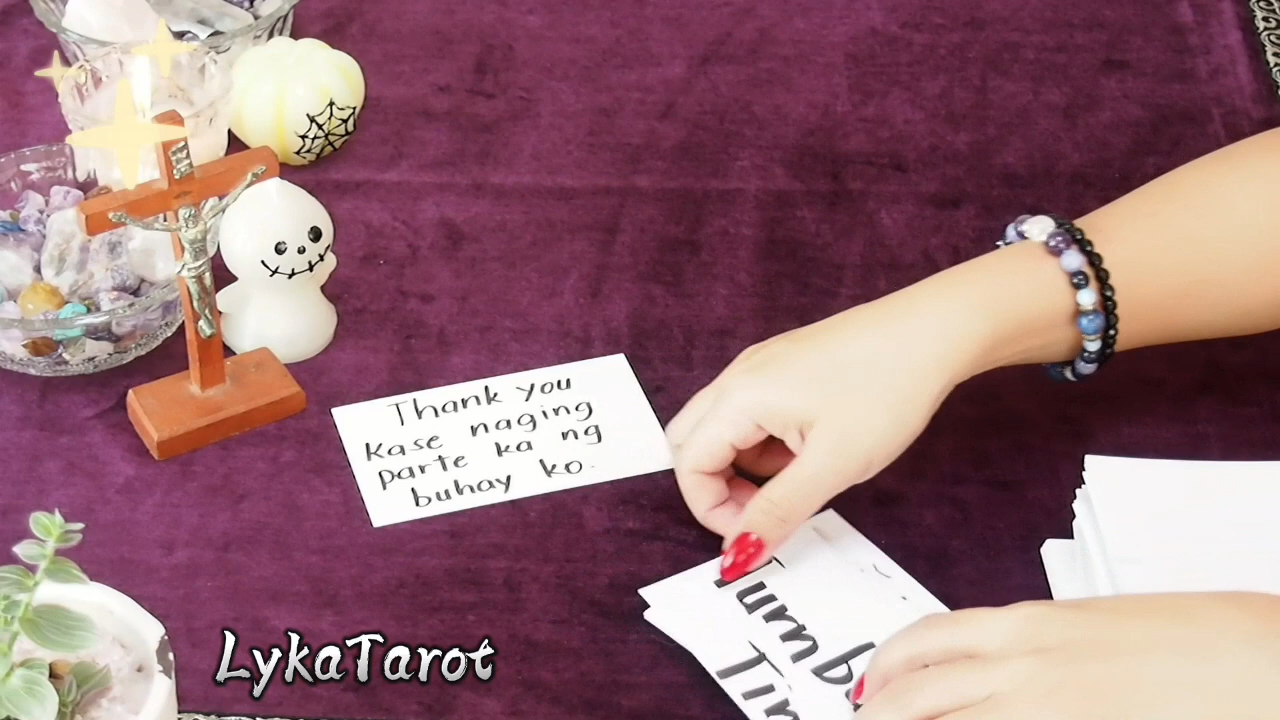 Thank you
kase naging
parte ka ng
buhay ko.
LykaTarot